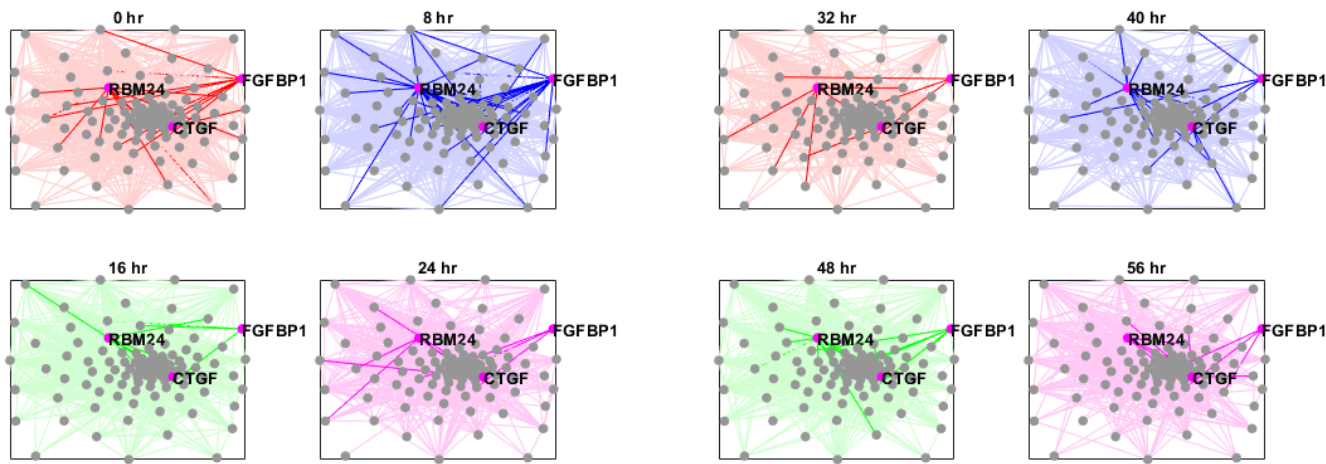 0 hr
8 hr
32 hr
40 hr
RBM24
FGFBP1
CTGF
RBM24
FGFBP1
CTGF
RBM24
FGFBP1
CTGF
RBM24
FGFBP1
CTGF
16 hr
24 hr
48 hr
56 hr
RBM24
FGFBP1
CTGF
RBM24
FGFBP1
CTGF
RBM24
FGFBP1
CTGF
RBM24
FGFBP1
CTGF